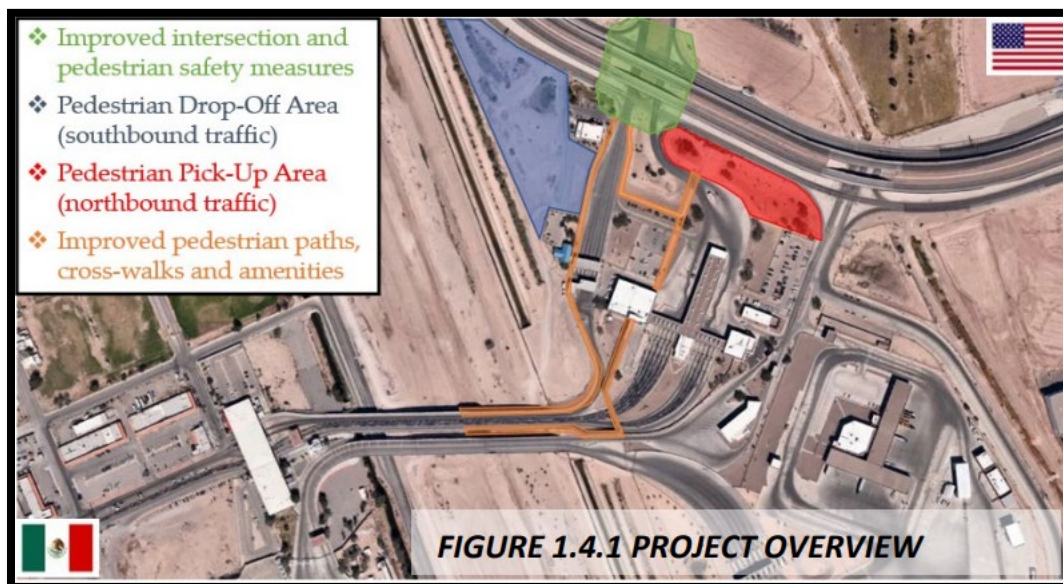 ❖ Improved intersection and
pedestrian safety measures
❖ Pedestrian Drop-Off Area
(southbound traffic)
❖ Pedestrian Pick-Up Area
(northbound traffic)
❖ Improved pedestrian paths,
cross-walks and amenities
FIGURE 1.4.1 PROJECT OVERVIEW